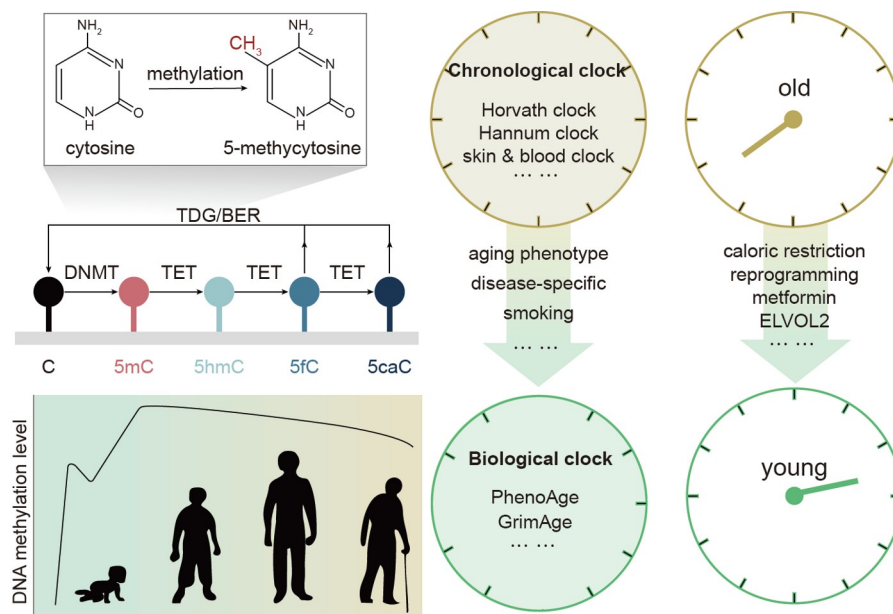 NH₂
N
N
H
O
cytosine
methylation
CH₃
NH₂
N
N
H
O
5-methycytosine
TDG/BER
DNMT
TET
TET
TET
C
5mC
5hmC
5fC
5caC
DNA methylation level
Chronological clock
Horvath clock
Hannum clock
skin & blood clock
... ...
aging phenotype
disease-specific
smoking
... ...
Biological clock
PhenoAge
GrimAge
... ...
old
caloric restriction
reprogramming
metformin
ELVOL2
... ...
young